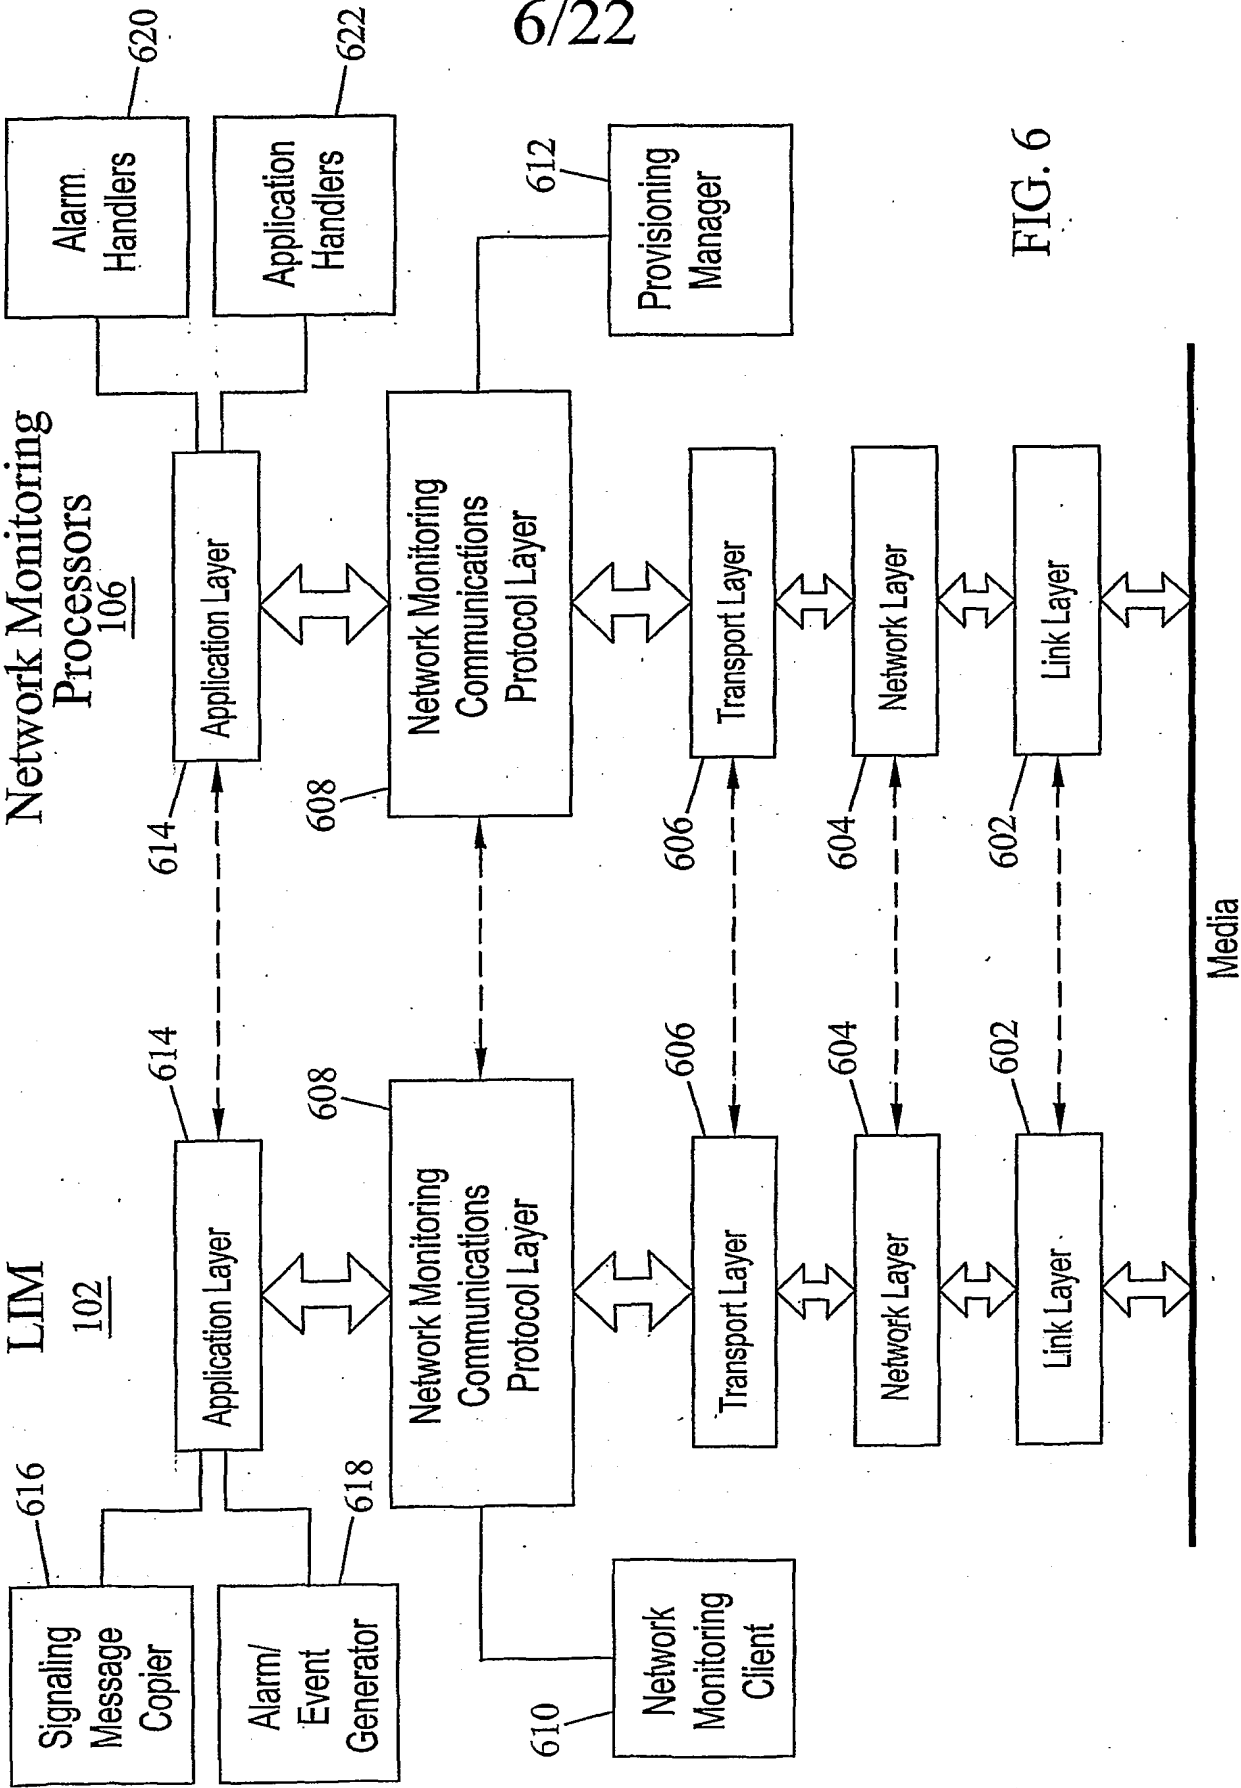 6/22
LIM
102
Network Monitoring
Processors
106
616
Signaling
Message
Copier
618
Alarm/
Event
Generator
614
Application Layer
614
Application Layer
620
Alarm
Handlers
622
Application
Handlers
610
Network
Monitoring
Client
608
Network Monitoring
Communications
Protocol Layer
608
Network Monitoring
Communications
Protocol Layer
612
Provisioning
Manager
606
Transport Layer
606
Transport Layer
604
Network Layer
604
Network Layer
602
Link Layer
602
Link Layer
Media
FIG. 6